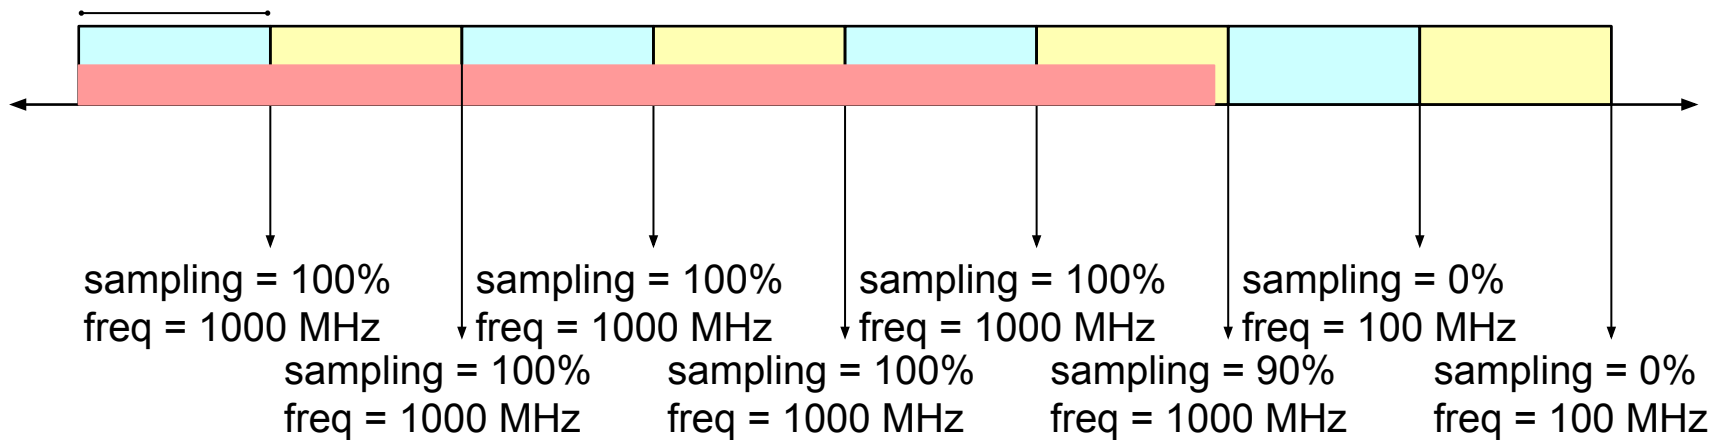 sampling = 100%
freq = 1000 MHz
sampling = 100%
freq = 1000 MHz
sampling = 100%
freq = 1000 MHz
sampling = 100%
freq = 1000 MHz
sampling = 100%
freq = 1000 MHz
sampling = 90%
freq = 1000 MHz
sampling = 0%
freq = 100 MHz
sampling = 0%
freq = 100 MHz